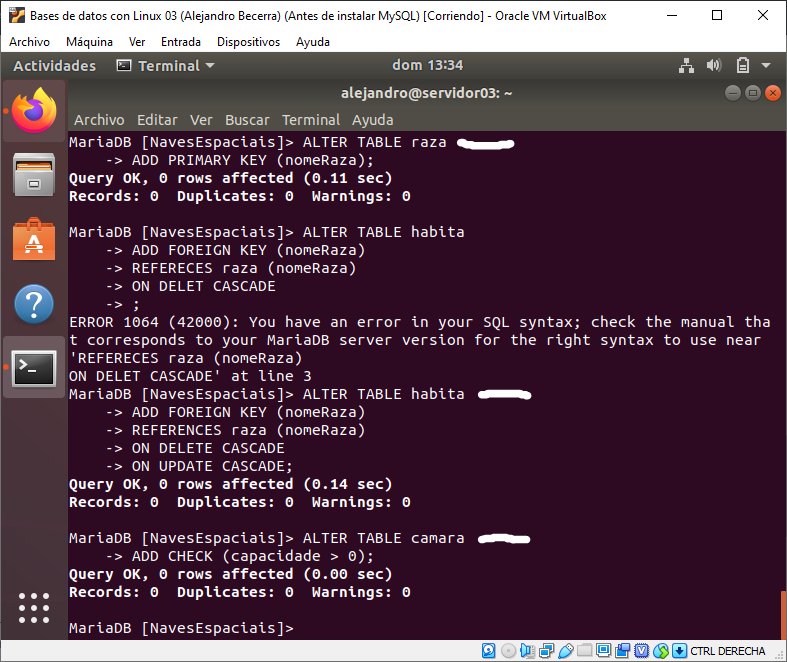 Bases de datos con Linux 03 (Alejandro Becerra) (Antes de instalar MySQL) [Corriendo] - Oracle VM VirtualBox
Archivo Máquina Ver Entrada Dispositivos Ayuda
Actividades Terminal dom 13:34
alejandro@servidor03: ~
Archivo Editar Ver Buscar Terminal Ayuda
MariaDB [NavesEspaciais]> ALTER TABLE raza
-> ADD PRIMARY KEY (nomeRaza);
Query OK, 0 rows affected (0.11 sec)
Records: 0 Duplicates: 0 Warnings: 0
MariaDB [NavesEspaciais]> ALTER TABLE habita
-> ADD FOREIGN KEY (nomeRaza)
-> REFERECES raza (nomeRaza)
-> ON DELET CASCADE
-> ;
ERROR 1064 (42000): You have an error in your SQL syntax; check the manual tha
t corresponds to your MariaDB server version for the right syntax to use near
'REFERECES raza (nomeRaza)
ON DELET CASCADE' at line 3
MariaDB [NavesEspaciais]> ALTER TABLE habita
-> ADD FOREIGN KEY (nomeRaza)
-> REFERENCES raza (nomeRaza)
-> ON DELETE CASCADE
-> ON UPDATE CASCADE;
Query OK, 0 rows affected (0.14 sec)
Records: 0 Duplicates: 0 Warnings: 0
MariaDB [NavesEspaciais]> ALTER TABLE camara
-> ADD CHECK (capacidade > 0);
Query OK, 0 rows affected (0.00 sec)
Records: 0 Duplicates: 0 Warnings: 0
MariaDB [NavesEspaciais]>
CTRL DERECHA